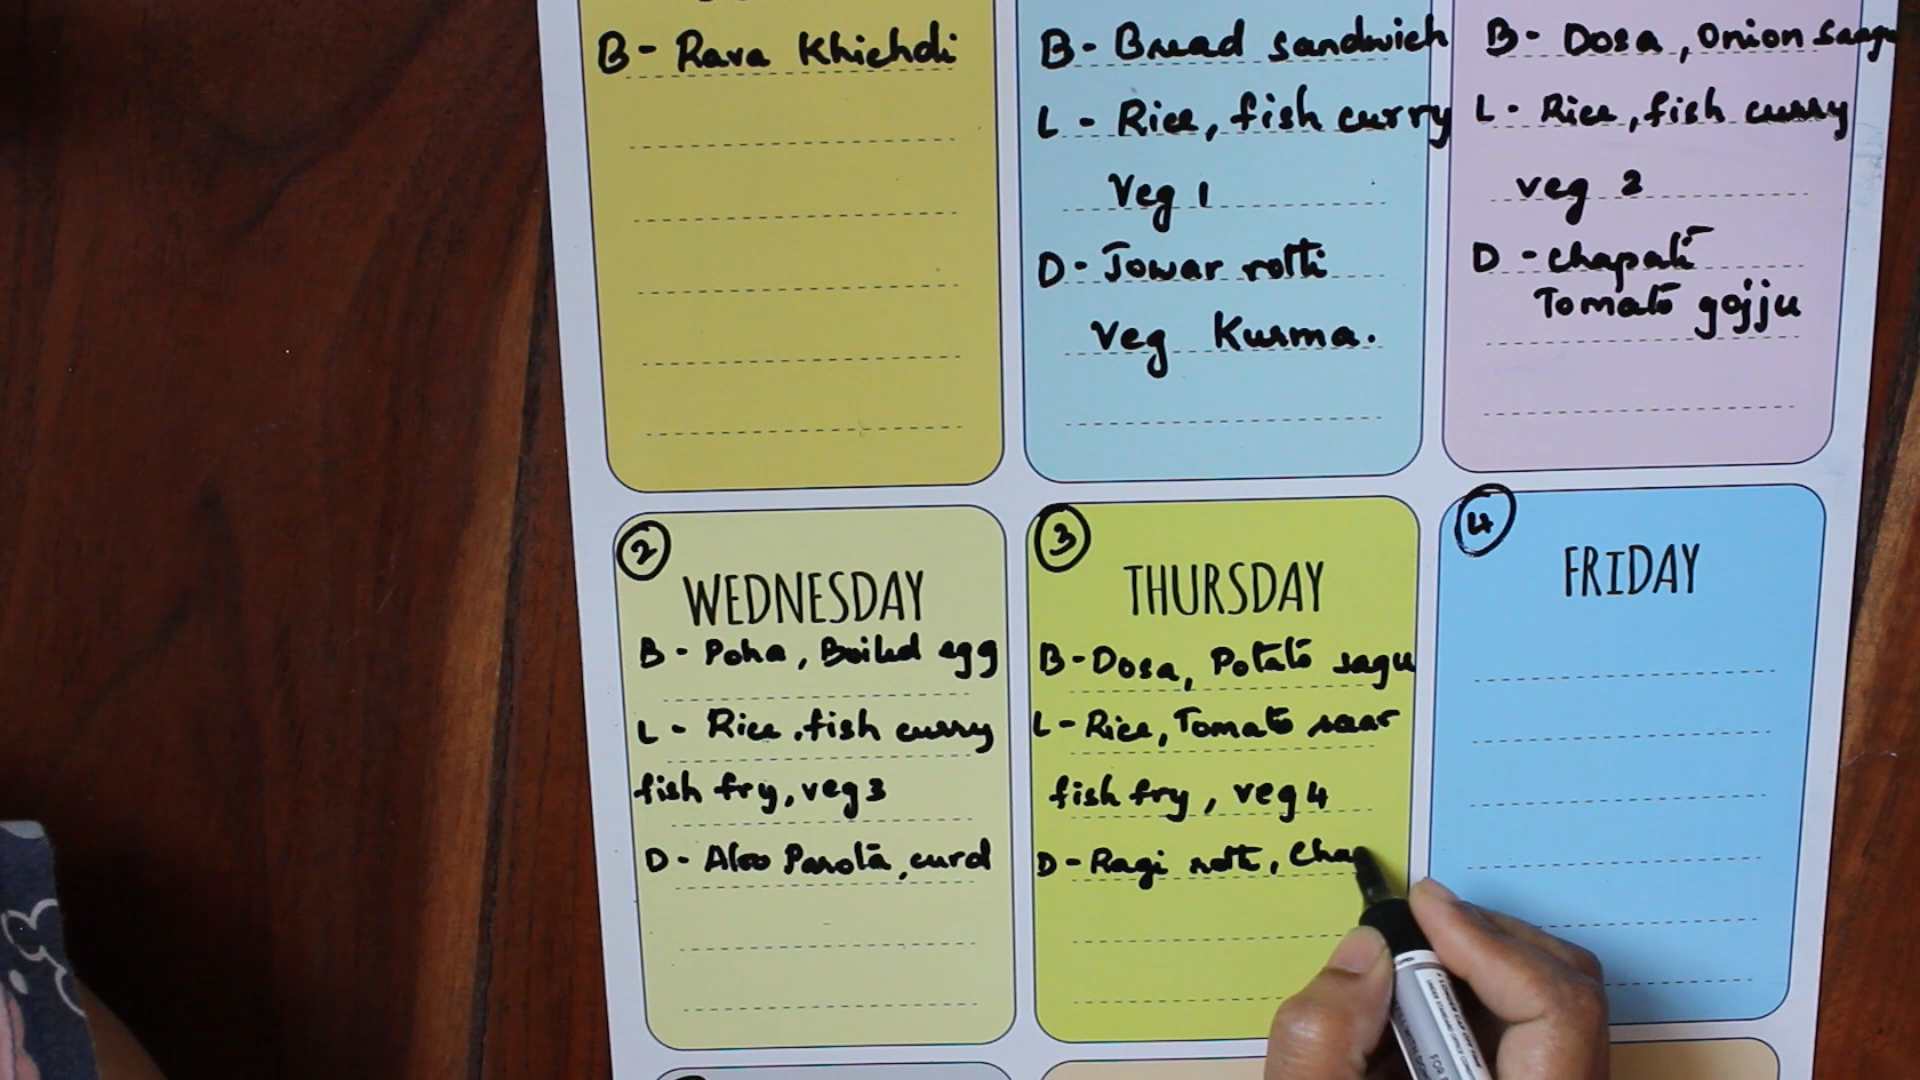 B - Rava Khichdi
B - Bread sandwich
L - Rice, fish curry
Veg 1
D - Jowar rotti
Veg Kurma.
B - Dosa, Onion Saagu
L - Rice, fish curry
veg 2
D - chapati
Tomato gojju
2
WEDNESDAY
B - Poha, Boiled egg
L - Rice, fish curry
fish fry, veg 3
D - Aloo Parota, curd
3
THURSDAY
B - Dosa, Potato sagu
L - Rice, Tomato saar
fish fry, veg 4
D - Ragi rotti, Cha
4
FRIDAY